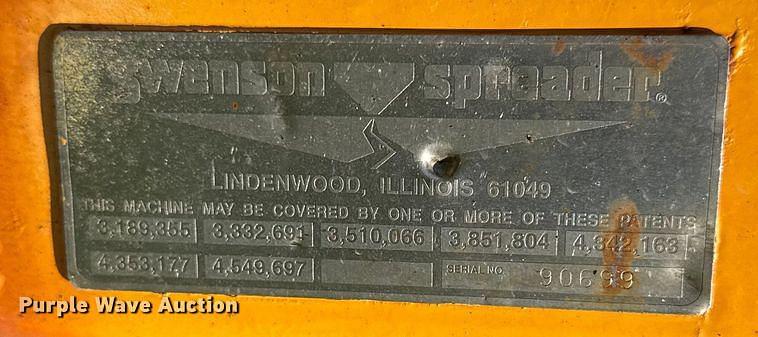 Swenson spreader®
LINDENWOOD, ILLINOIS 61049
THIS MACHINE MAY BE COVERED BY ONE OR MORE OF THESE PATENTS
3,189,355 3,332,691 3,510,066 3,851,804 4,342,163
4,353,177 4,549,697 SERIAL NO. 90699
Purple Wave Auction